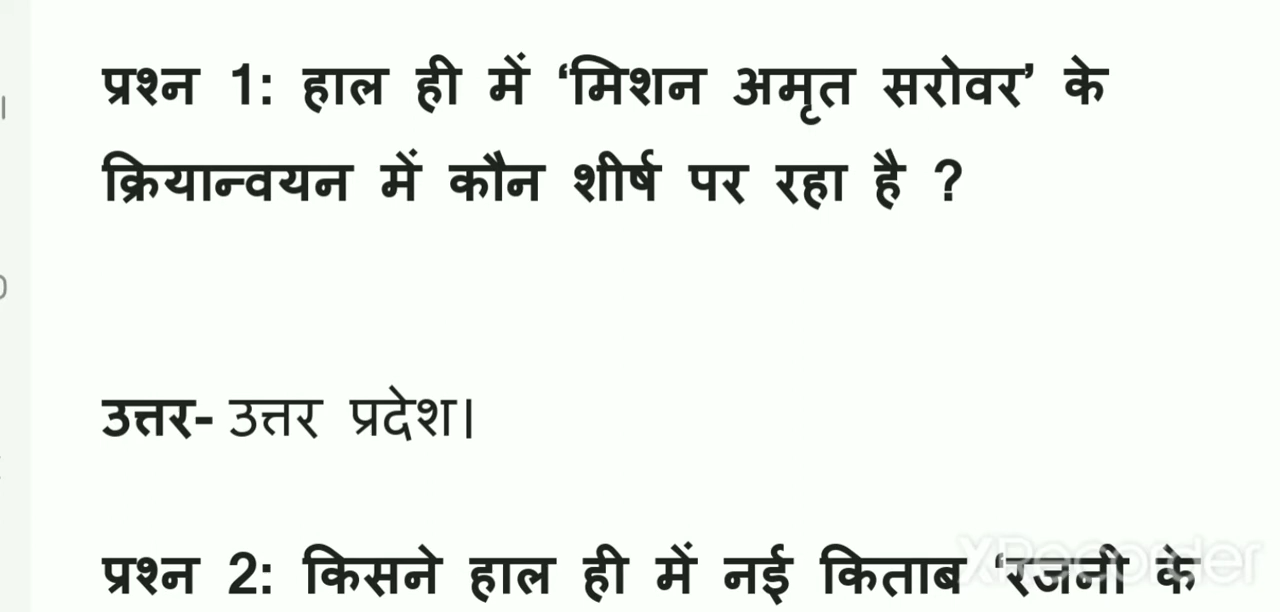 प्रश्न 1: हाल ही में ‘मिशन अमृत सरोवर’ के
क्रियान्वयन में कौन शीर्ष पर रहा है ?
उत्तर- उत्तर प्रदेश।
प्रश्न 2: किसने हाल ही में नई किताब ‘रजनी के
XRecorder